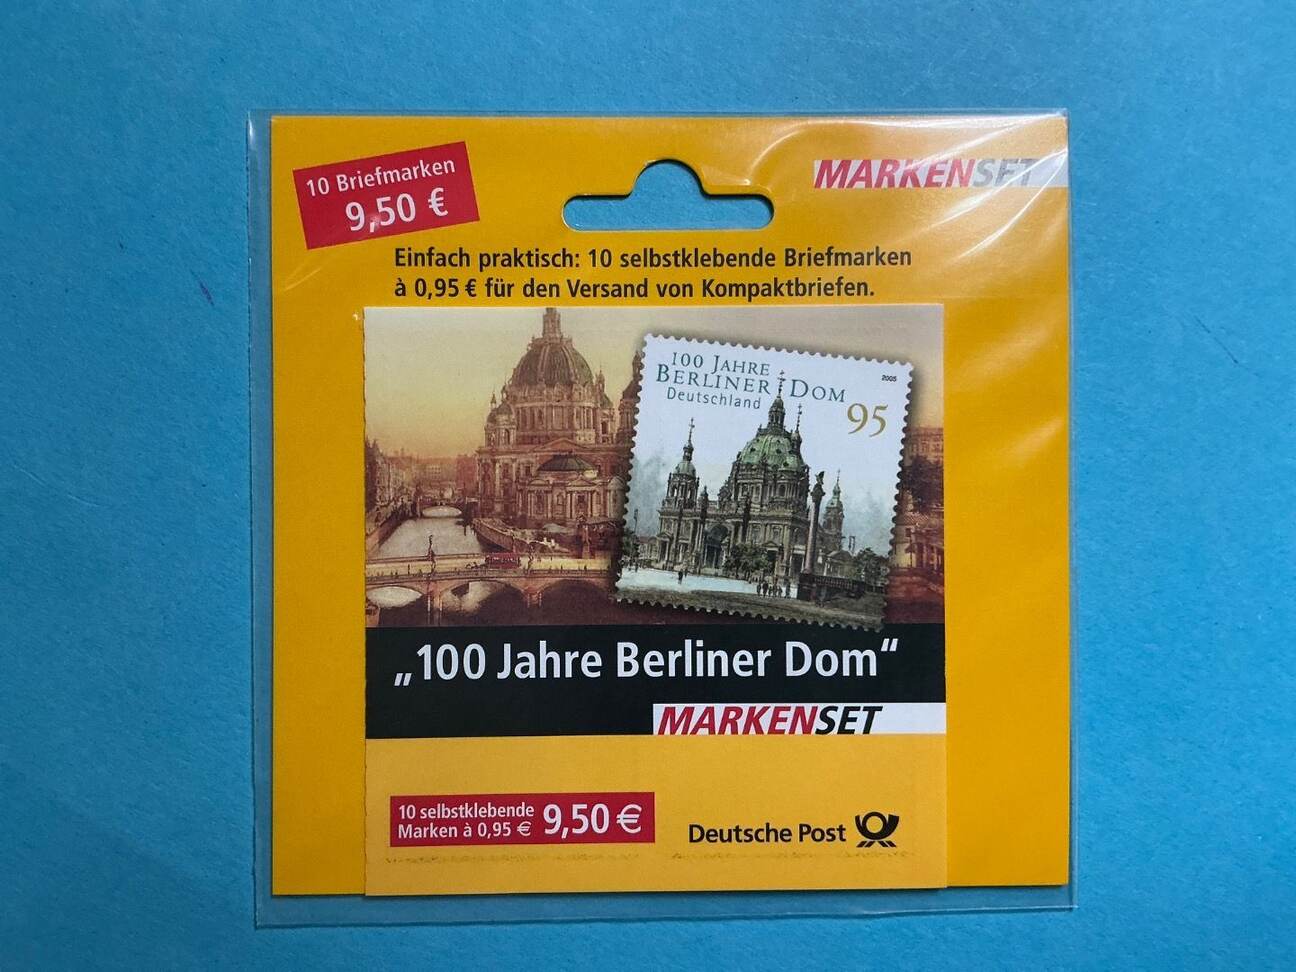 10 Briefmarken
9,50 €
MARKENSET
Einfach praktisch: 10 selbstklebende Briefmarken
à 0,95 € für den Versand von Kompaktbriefen.
100 JAHRE
BERLINER DOM
Deutschland
2005
95
„100 Jahre Berliner Dom“
MARKENSET
10 selbstklebende
Marken à 0,95 €
9,50 €
Deutsche Post